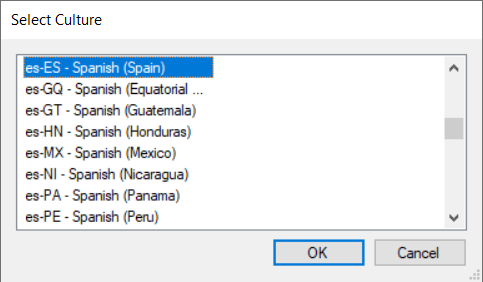 Select Culture
es-ES - Spanish (Spain)
es-GQ - Spanish (Equatorial ...
es-GT - Spanish (Guatemala)
es-HN - Spanish (Honduras)
es-MX - Spanish (Mexico)
es-NI - Spanish (Nicaragua)
es-PA - Spanish (Panama)
es-PE - Spanish (Peru)
OK Cancel